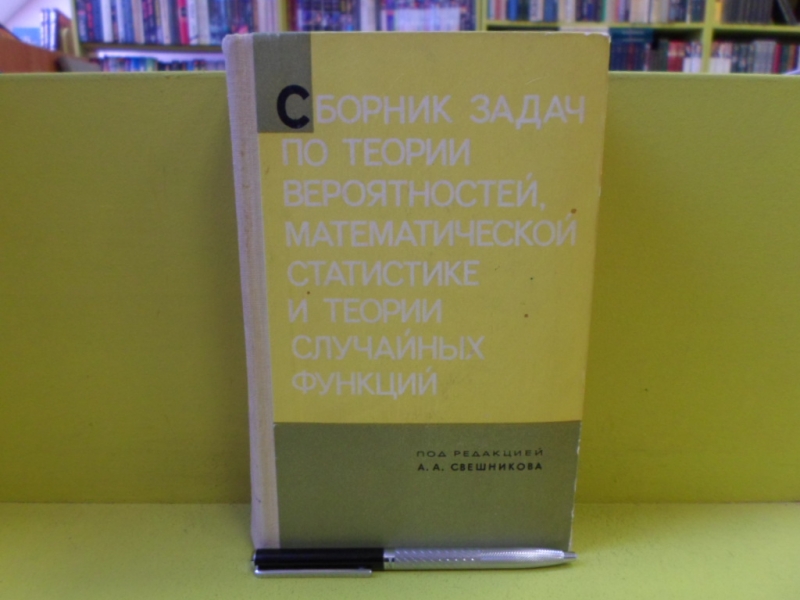 СБОРНИК ЗАДАЧ
ПО ТЕОРИИ
ВЕРОЯТНОСТЕЙ,
МАТЕМАТИЧЕСКОЙ
СТАТИСТИКЕ
И ТЕОРИИ
СЛУЧАЙНЫХ
ФУНКЦИЙ
ПОД РЕДАКЦИЕЙ
А. А. СВЕШНИКОВА